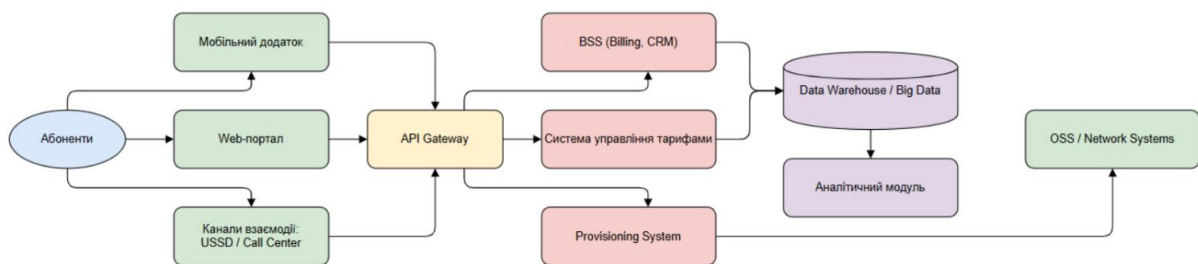 Мобільний додаток
BSS (Billing, CRM)
Data Warehouse / Big Data
Абоненти
Web-портал
API Gateway
Система управління тарифами
OSS / Network Systems
Аналітичний модуль
Канали взаємодії:
USSD / Call Center
Provisioning System